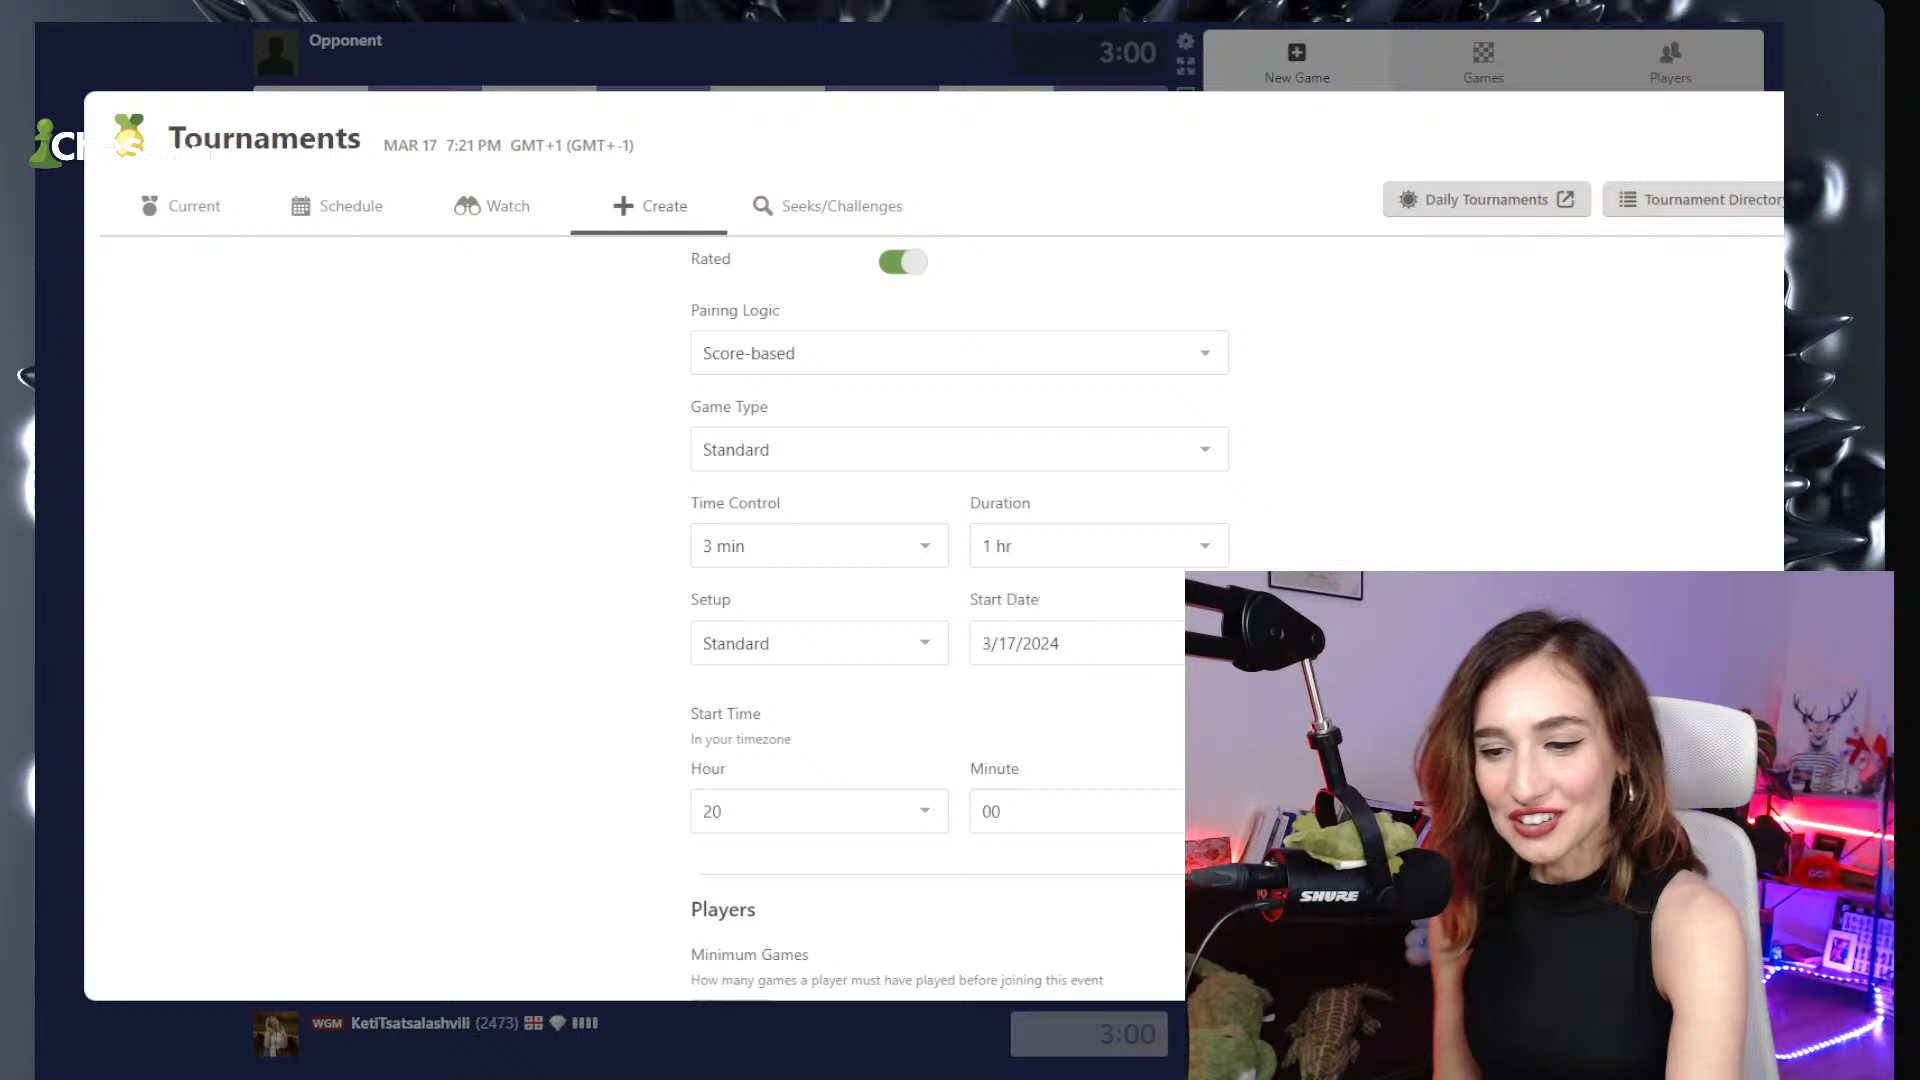 Opponent
3:00
New Game
Games
Players
Tournaments
MAR 17 7:21 PM GMT+1 (GMT+-1)
Current
Schedule
Watch
Create
Seeks/Challenges
Daily Tournaments
Tournament Directory
Rated
Pairing Logic
Score-based
Game Type
Standard
Time Control
Duration
3 min
1 hr
Setup
Start Date
Standard
3/17/2024
Start Time
In your timezone
Hour
Minute
20
00
Players
Minimum Games
How many games a player must have played before joining this event
SHURE
WGM KetiTsatsalashvili (2473)
3:00